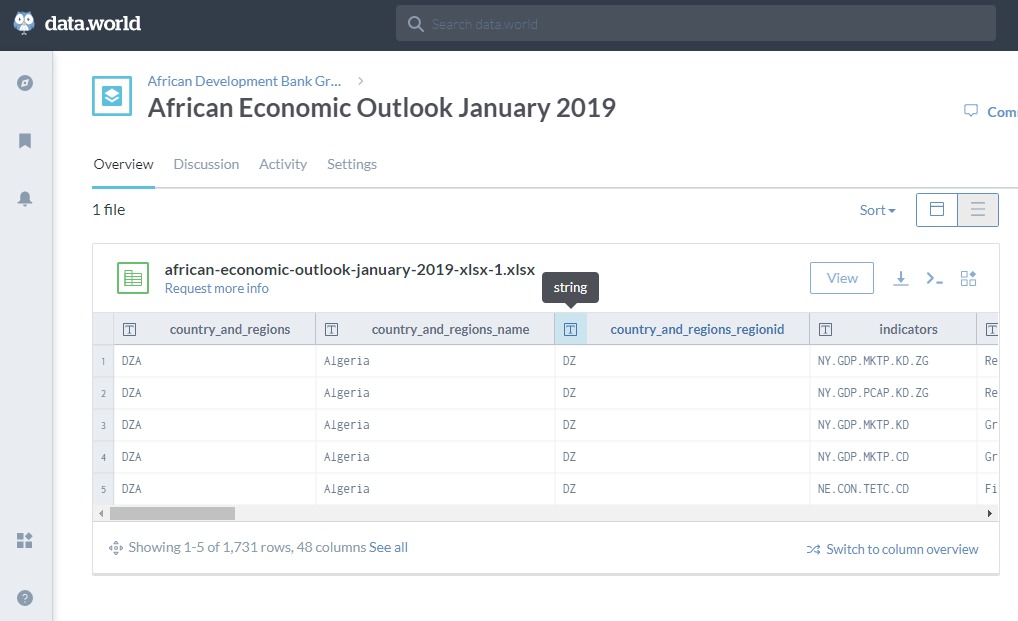 data.world
Search data.world
African Development Bank Gr... >
African Economic Outlook January 2019
Com
Overview Discussion Activity Settings
1 file
Sort
african-economic-outlook-january-2019-xlsx-1.xlsx
Request more info
View
string
country_and_regions country_and_regions_name country_and_regions_regionid indicators
1 DZA Algeria DZ NY.GDP.MKTP.KD.ZG Re
2 DZA Algeria DZ NY.GDP.PCAP.KD.ZG Re
3 DZA Algeria DZ NY.GDP.MKTP.KD Gr
4 DZA Algeria DZ NY.GDP.MKTP.CD Gr
5 DZA Algeria DZ NE.CON.TETC.CD Fi
Showing 1-5 of 1,731 rows, 48 columns See all
Switch to column overview